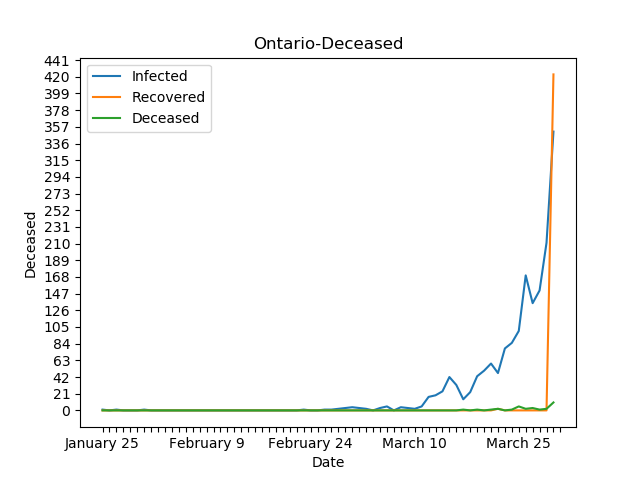 Ontario-Deceased
Infected
Recovered
Deceased
441
420
399
378
357
336
315
294
273
252
231
210
189
168
147
126
105
84
63
42
21
0
Deceased
January 25
February 9
February 24
March 10
March 25
Date